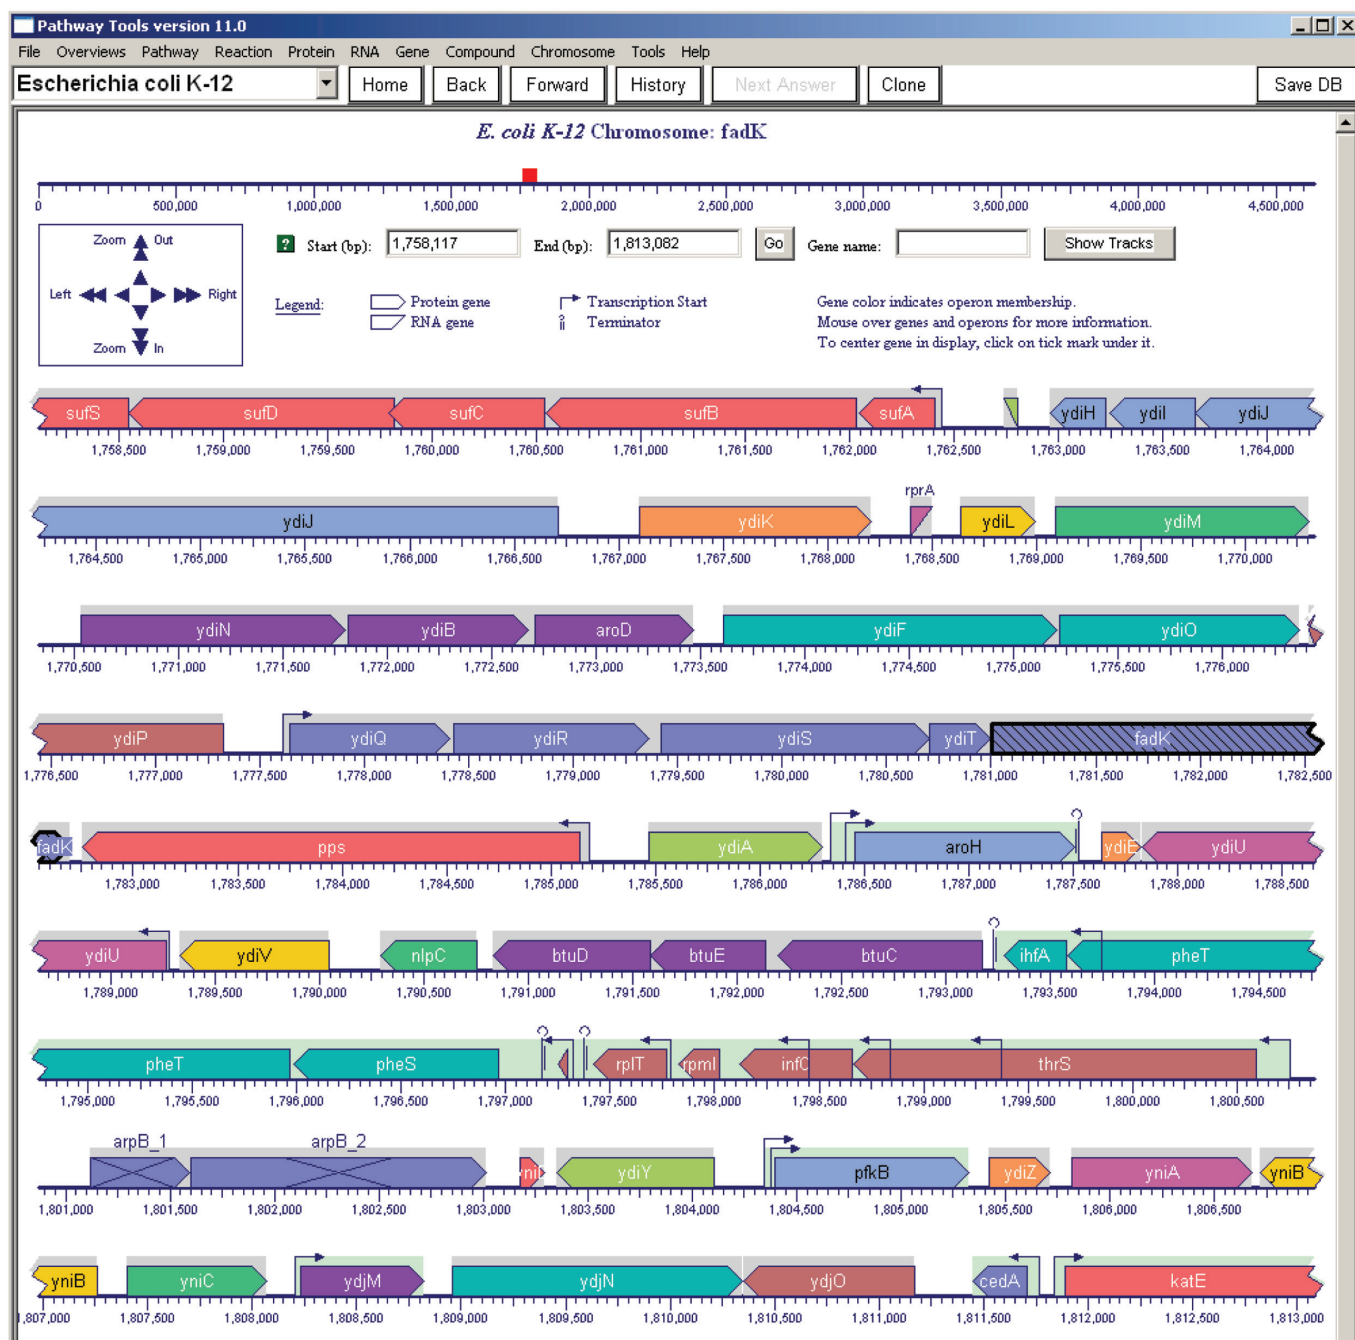 Pathway Tools version 11.0
File Overviews Pathway Reaction Protein RNA Gene Compound Chromosome Tools Help
Escherichia coli K-12 Home Back Forward History Next Answer Clone Save DB
E. coli K-12 Chromosome: fadK
0 500,000 1,000,000 1,500,000 2,000,000 2,500,000 3,000,000 3,500,000 4,000,000 4,500,000
Zoom Out
? Start (bp): 1,758,117 End (bp): 1,813,082 Go Gene name: Show Tracks
Left Right
Legend: Protein gene Transcription Start Gene color indicates operon membership.
RNA gene Terminator Mouse over genes and operons for more information.
Zoom In To center gene in display, click on tick mark under it.
sufS sufD sufC sufB sufA ydiH ydiI ydiJ
1,758,500 1,759,000 1,759,500 1,760,000 1,760,500 1,761,000 1,761,500 1,762,000 1,762,500 1,763,000 1,763,500 1,764,000
rprA
ydiJ ydiK ydiL ydiM
1,764,500 1,765,000 1,765,500 1,766,000 1,766,500 1,767,000 1,767,500 1,768,000 1,768,500 1,769,000 1,769,500 1,770,000
ydiN ydiB aroD ydiF ydiO
1,770,500 1,771,000 1,771,500 1,772,000 1,772,500 1,773,000 1,773,500 1,774,000 1,774,500 1,775,000 1,775,500 1,776,000
ydiP ydiQ ydiR ydiS ydiT fadK
1,776,500 1,777,000 1,777,500 1,778,000 1,778,500 1,779,000 1,779,500 1,780,000 1,780,500 1,781,000 1,781,500 1,782,000 1,782,500
fadK pps ydiA aroH ydiE ydiU
1,783,000 1,783,500 1,784,000 1,784,500 1,785,000 1,785,500 1,786,000 1,786,500 1,787,000 1,787,500 1,788,000 1,788,500
ydiU ydiV nlpC btuD btuE btuC ihfA pheT
1,789,000 1,789,500 1,790,000 1,790,500 1,791,000 1,791,500 1,792,000 1,792,500 1,793,000 1,793,500 1,794,000 1,794,500
pheT pheS rplT rpmI infC thrS
1,795,000 1,795,500 1,796,000 1,796,500 1,797,000 1,797,500 1,798,000 1,798,500 1,799,000 1,799,500 1,800,000 1,800,500
arpB_1 arpB_2
ydiY pfkB ydiZ yniA yniB
1,801,000 1,801,500 1,802,000 1,802,500 1,803,000 1,803,500 1,804,000 1,804,500 1,805,000 1,805,500 1,806,000 1,806,500
yniB yniC ydjM ydjN ydjO cedA katE
1,807,000 1,807,500 1,808,000 1,808,500 1,809,000 1,809,500 1,810,000 1,810,500 1,811,000 1,811,500 1,812,000 1,812,500 1,813,000